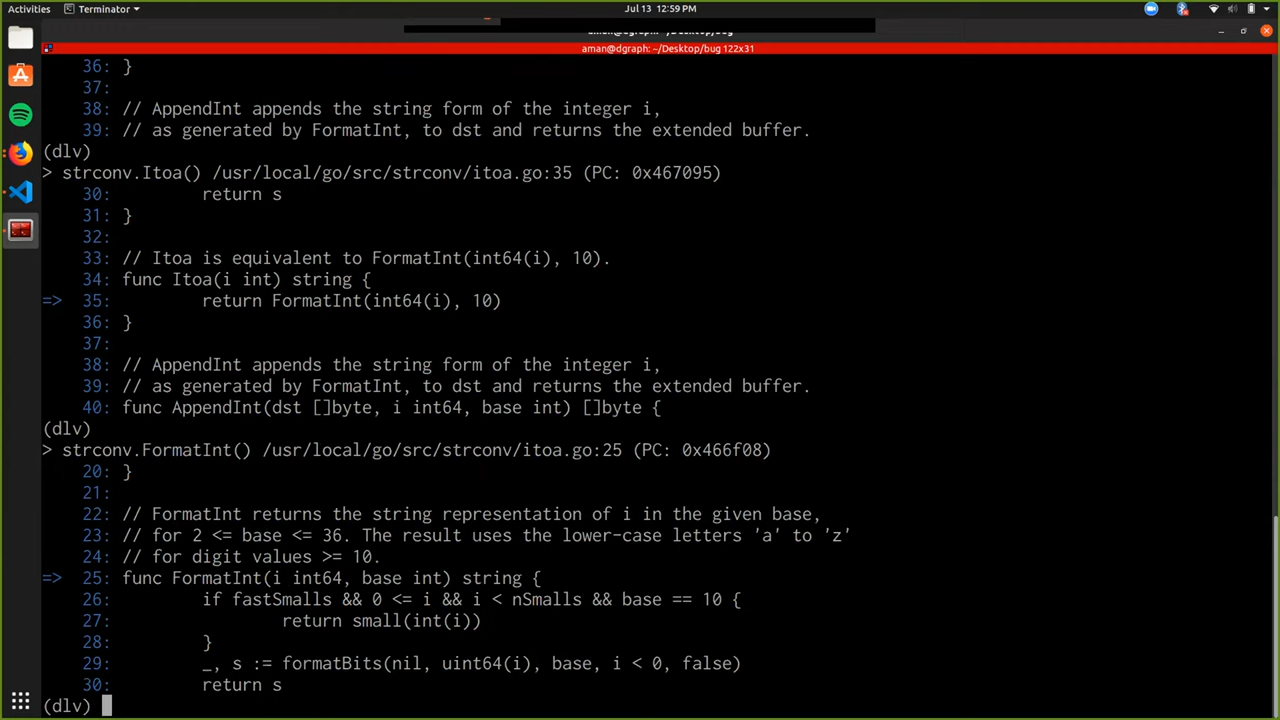 Activities
Terminator
Jul 13 12:59 PM
aman@dgraph: ~/Desktop/bug
aman@dgraph: ~/Desktop/bug 122x31
36: }
37:
38: // AppendInt appends the string form of the integer i,
39: // as generated by FormatInt, to dst and returns the extended buffer.
(dlv)
> strconv.Itoa() /usr/local/go/src/strconv/itoa.go:35 (PC: 0x467095)
30: return s
31: }
32:
33: // Itoa is equivalent to FormatInt(int64(i), 10).
34: func Itoa(i int) string {
=> 35: return FormatInt(int64(i), 10)
36: }
37:
38: // AppendInt appends the string form of the integer i,
39: // as generated by FormatInt, to dst and returns the extended buffer.
40: func AppendInt(dst []byte, i int64, base int) []byte {
(dlv)
> strconv.FormatInt() /usr/local/go/src/strconv/itoa.go:25 (PC: 0x466f08)
20: }
21:
22: // FormatInt returns the string representation of i in the given base,
23: // for 2 <= base <= 36. The result uses the lower-case letters 'a' to 'z'
24: // for digit values >= 10.
=> 25: func FormatInt(i int64, base int) string {
26: if fastSmalls && 0 <= i && i < nSmalls && base == 10 {
27: return small(int(i))
28: }
29: _, s := formatBits(nil, uint64(i), base, i < 0, false)
30: return s
(dlv)